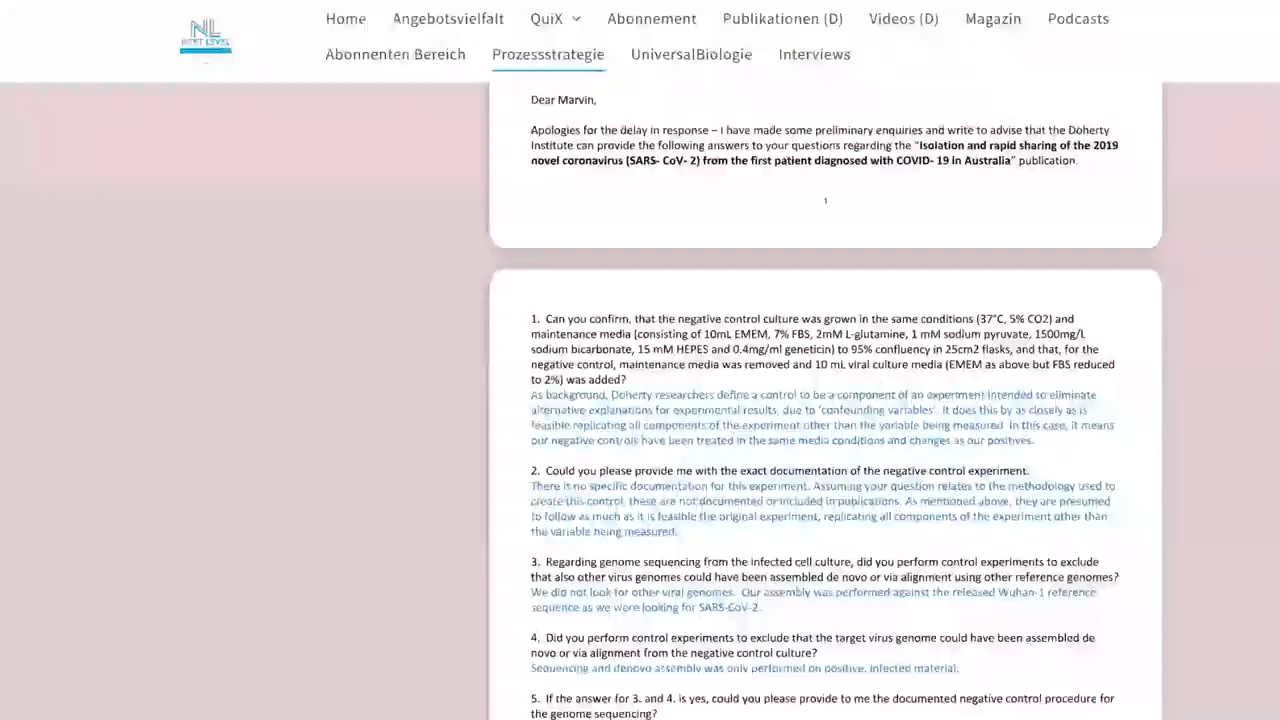 NL
NEXT LEVEL
Home Angebotsvielfalt QuiX Abonnement Publikationen (D) Videos (D) Magazin Podcasts
Abonnenten Bereich Prozessstrategie UniversalBiologie Interviews
Dear Marvin,
Apologies for the delay in response – I have made some preliminary enquiries and write to advise that the Doherty
Institute can provide the following answers to your questions regarding the "Isolation and rapid sharing of the 2019
novel coronavirus (SARS- CoV- 2) from the first patient diagnosed with COVID- 19 in Australia" publication.
1
1. Can you confirm, that the negative control culture was grown in the same conditions (37°C, 5% CO2) and
maintenance media (consisting of 10mL EMEM, 7% FBS, 2mM L-glutamine, 1 mM sodium pyruvate, 1500mg/L
sodium bicarbonate, 15 mM HEPES and 0.4mg/ml geneticin) to 95% confluency in 25cm2 flasks, and that, for the
negative control, maintenance media was removed and 10 mL viral culture media (EMEM as above but FBS reduced
to 2%) was added?
As background, Doherty researchers define a control to be a component of an experiment intended to eliminate
alternative explanations for experimental results, due to 'confounding variables'. It does this by as closely as is
feasible replicating all components of the experiment other than the variable being measured. In this case, it means
our negative controls have been treated in the same media conditions and changes as our positives.
2. Could you please provide me with the exact documentation of the negative control experiment.
There is no specific documentation for this experiment. Assuming your question relates to the methodology used to
create this control, these are not documented or included in publications. As mentioned above, they are presumed
to follow as much as it is feasible the original experiment, replicating all components of the experiment other than
the variable being measured.
3. Regarding genome sequencing from the infected cell culture, did you perform control experiments to exclude
that also other virus genomes could have been assembled de novo or via alignment using other reference genomes?
We did not look for other viral genomes. Our assembly was performed against the released Wuhan-1 reference
sequence as we were looking for SARS-CoV-2.
4. Did you perform control experiments to exclude that the target virus genome could have been assembled de
novo or via alignment from the negative control culture?
Sequencing and denovo assembly was only performed on positive, infected material.
5. If the answer for 3. and 4. is yes, could you please provide to me the documented negative control procedure for
the genome sequencing?